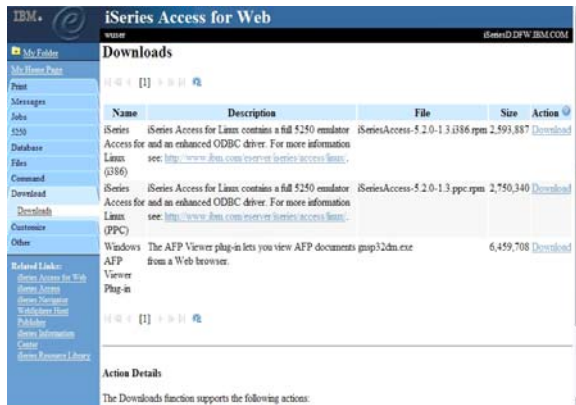 IBM.
iSeries Access for Web
wuser
iSeriesD.DFW.IBM.COM
My Folder
My Home Page
Print
Messages
Jobs
5250
Database
Files
Command
Download
Downloads
Customize
Other
Related Links:
iSeries Access for Web
iSeries Access
iSeries Navigator
WebSphere Host
Publisher
iSeries Information
Center
iSeries Resource Library
Downloads
[1]
Name Description File Size Action
iSeries Access for Linux (i386)
iSeries Access for Linux contains a full 5250 emulator
and an enhanced ODBC driver. For more information
see: http://www.ibm.com/eserver/iseries/access/linux/.
iSeriesAccess-5.2.0-1.3.i386.rpm 2,593,887 Download
iSeries Access for Linux (PPC)
iSeries Access for Linux contains a full 5250 emulator
and an enhanced ODBC driver. For more information
see: http://www.ibm.com/eserver/iseries/access/linux/.
iSeriesAccess-5.2.0-1.3.ppc.rpm 2,750,340 Download
Windows AFP Viewer Plug-in
The AFP Viewer plug-in lets you view AFP documents
from a Web browser.
6,459,708 Download
[1]
Action Details
The Downloads function supports the following actions: